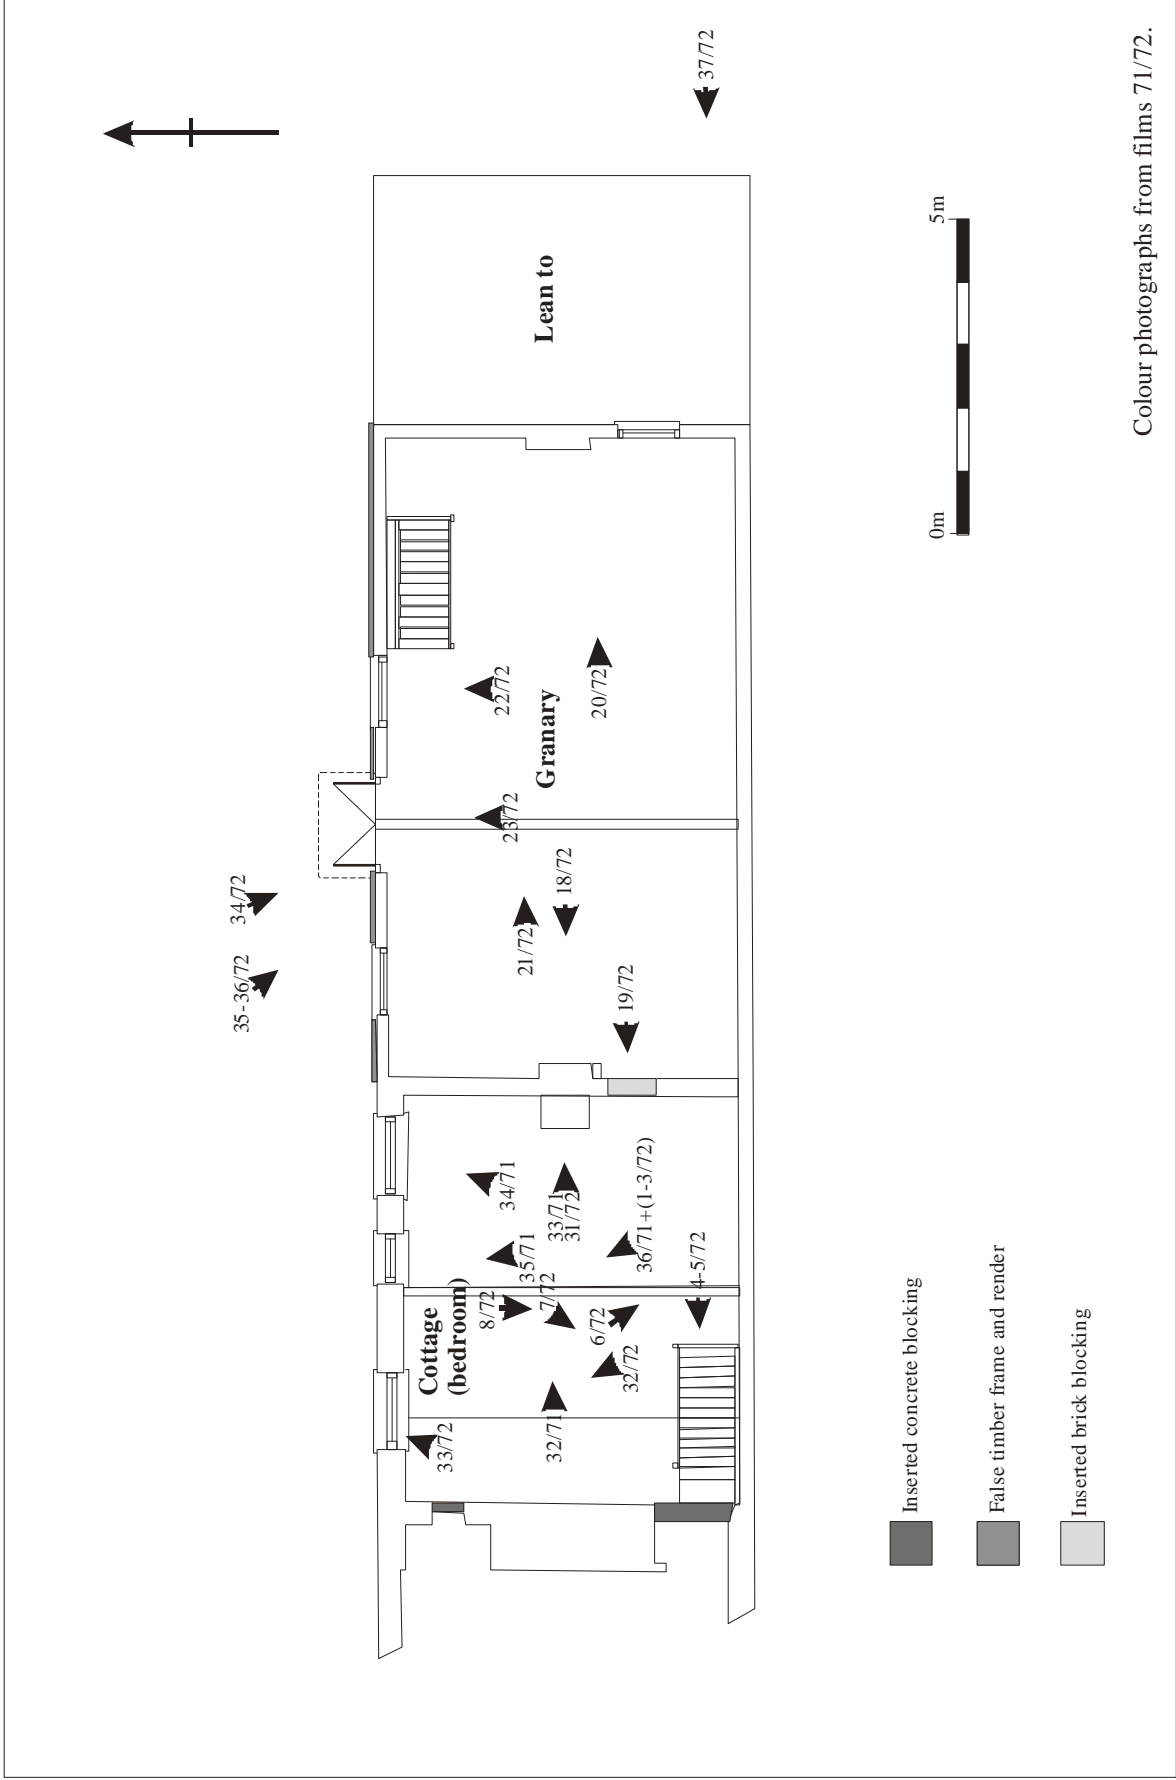 35-36/72
34/72
33/72
Cottage
(bedroom)
8/72
35/71
34/71
7/72
32/71
6/72
32/72
33/71
31/72
36/71+(1-3/72)
4-5/72
21/72
18/72
19/72
23/72
22/72
Granary
20/72
Lean to
37/72
0m
5m
Inserted concrete blocking
False timber frame and render
Inserted brick blocking
Colour photographs from films 71/72.